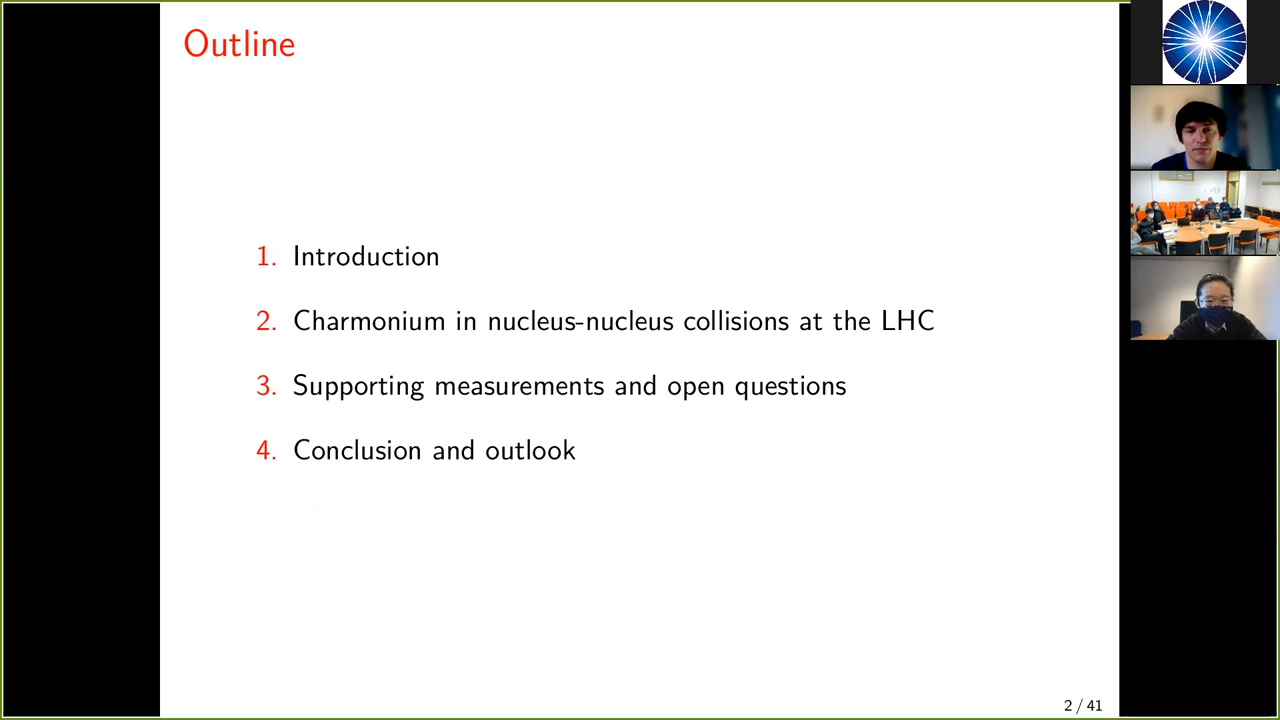 Outline
1. Introduction
2. Charmonium in nucleus-nucleus collisions at the LHC
3. Supporting measurements and open questions
4. Conclusion and outlook
2 / 41